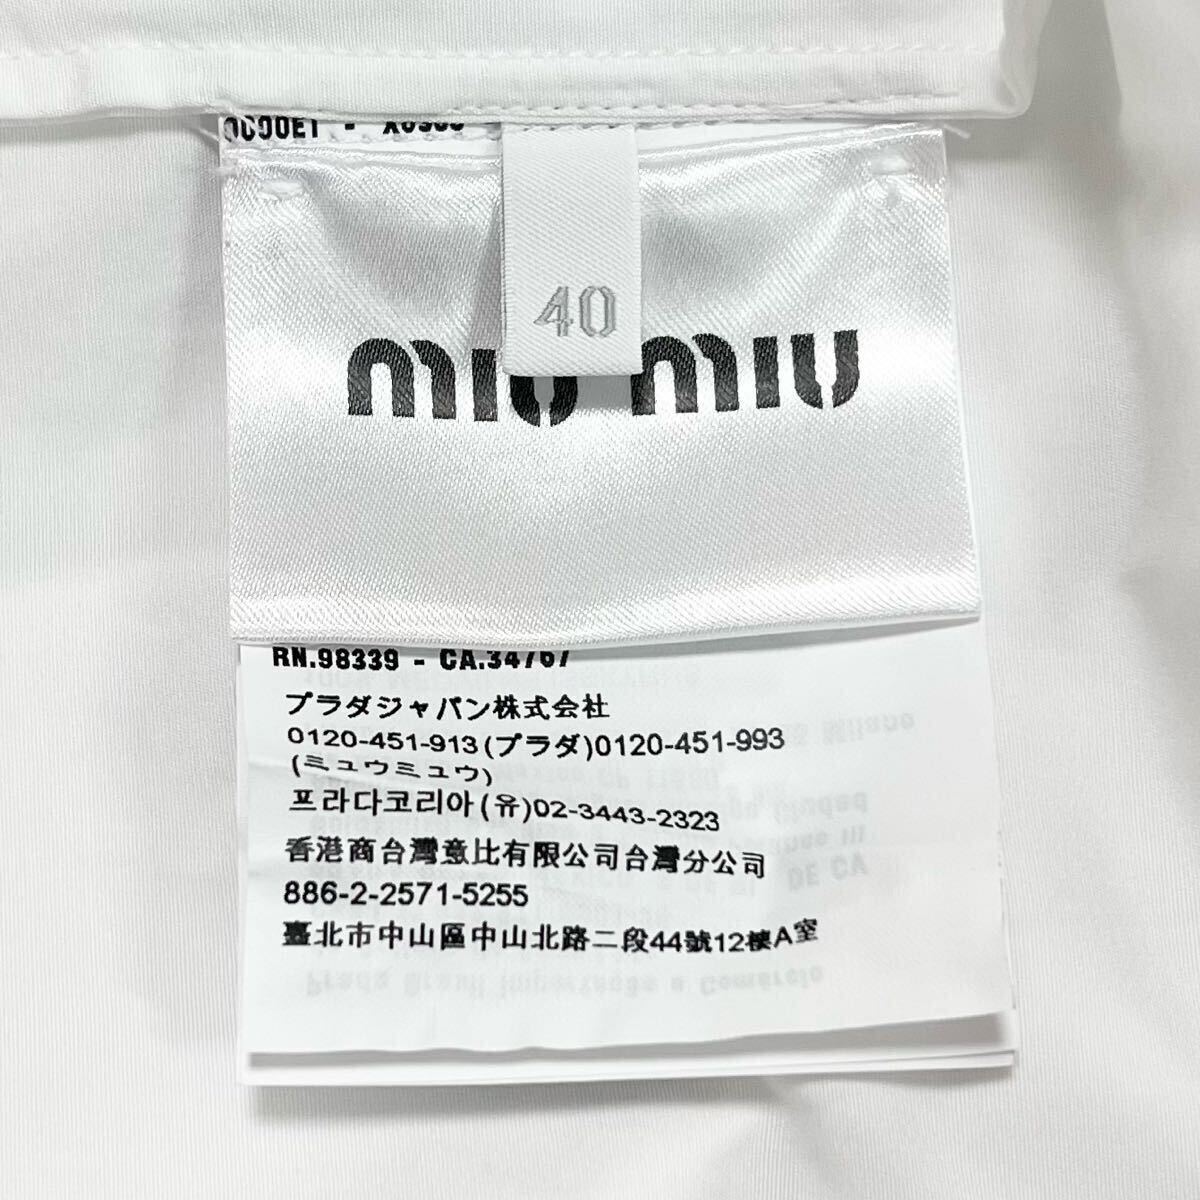 40
miu miu
RN.98339 - CA.34767
プラダジャパン株式会社
0120-451-913(プラダ)0120-451-993
(ミュウミュウ)
프라다코리아(유)02-3443-2323
香港商台灣意比有限公司台灣分公司
886-2-2571-5255
臺北市中山區中山北路二段44號12樓A室